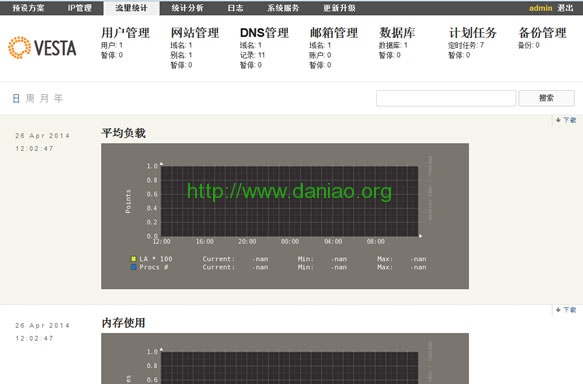 预设方案 IP管理 流量统计 统计分析 日志 系统服务 更新升级 admin 退出
VESTA
用户管理 网站管理 DNS管理 邮箱管理 数据库 计划任务 备份管理
用户: 1 域名: 1 域名: 1 域名: 1 数据库: 1 定时任务: 7 备份: 0
暂停: 0 别名: 1 记录: 11 账户: 0 暂停: 0 暂停: 0
暂停: 0 暂停: 0 暂停: 0
日 周 月 年 搜索
下载
26 Apr 2014
12:02:47
平均负载
Points
1.0
0.8
0.6
0.4
0.2
0.0
http://www.daniao.org
12:00 16:00 20:00 00:00 04:00 08:00
LA * 100 Current: -nan Min: -nan Max: -nan
Procs # Current: -nan Min: -nan Max: -nan
下载
26 Apr 2014
12:02:47
内存使用
1.0
0.8
0.6